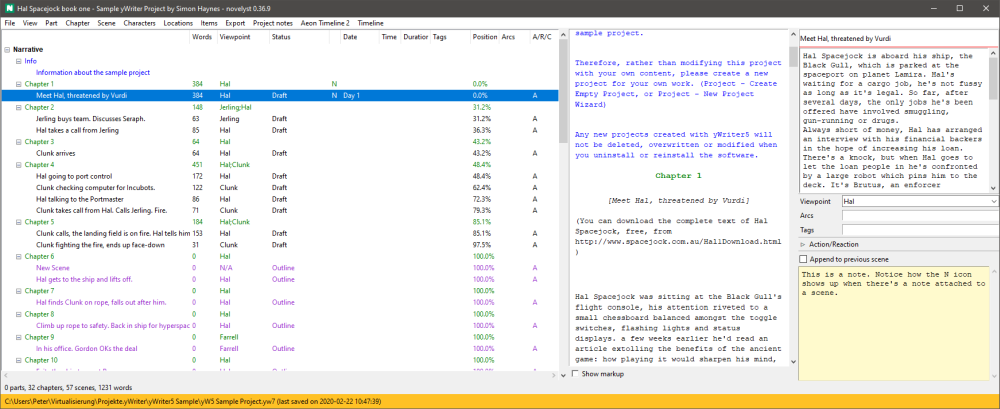 Hal Spacejock book one - Sample yWriter Project by Simon Haynes - novelyst 0.36.9
File View Part Chapter Scene Characters Locations Items Export Project notes Aeon Timeline 2 Timeline
Words Viewpoint Status Date Time Duration Tags Position Arcs A/R/C
Narrative
Info
Information about the sample project
Chapter 1 384 Hal N 0.0%
Meet Hal, threatened by Vurdi 384 Hal Draft N Day 1 0.0% A
Chapter 2 148 Jerling;Hal 31.2%
Jerling buys team. Discusses Seraph. 63 Jerling Draft 31.2% A
Hal takes a call from Jerling 85 Hal Draft 36.3% A
Chapter 3 64 Hal 43.2%
Clunk arrives 64 Hal Draft 43.2% A
Chapter 4 451 Hal;Clunk 48.4%
Hal going to port control 172 Hal Draft 48.4% A
Clunk checking computer for Incubots. 122 Clunk Draft 62.4% A
Hal talking to the Portmaster 86 Hal Draft 72.3% A
Clunk takes call from Hal. Calls Jerling. Fire. 71 Clunk Draft 79.3% A
Chapter 5 184 Hal;Clunk 85.1%
Clunk calls, the landing field is on fire. Hal tells him 153 Hal Draft 85.1% A
Clunk fighting the fire, ends up face-down 31 Clunk Draft 97.5% A
Chapter 6 0 Hal 100.0%
New Scene 0 N/A Outline 100.0% A
Hal gets to the ship and lifts off. 0 Hal Outline 100.0% A
Chapter 7 0 Hal 100.0%
Hal finds Clunk on rope, falls out after him. 0 Hal Outline 100.0% A
Chapter 8 0 Hal 100.0%
Climb up rope to safety. Back in ship for hyperspac 0 Hal Outline 100.0% A
Chapter 9 0 Farrell 100.0%
In his office. Gordon OKs the deal 0 Farrell Outline 100.0% A
Chapter 10 0 Hal 100.0%
0 parts, 32 chapters, 57 scenes, 1231 words
C:\Users\Peter\Virtualisierung\Projekte.yWriter\yWriter5 Sample\yW5 Sample Project.yw7 (last saved on 2020-02-22 10:47:39)
sample project.
Therefore, rather than modifying this project
with your own content, please create a new
project for your own work. (Project - Create
Empty Project, or Project - New Project
Wizard)
Any new projects created with yWriter5 will
not be deleted, overwritten or modified when
you uninstall or reinstall the software.
Chapter 1
[Meet Hal, threatened by Vurdi]
(You can download the complete text of Hal
Spacejock, free, from
http://www.spacejock.com.au/Hal1Download.html
)
Hal Spacejock was sitting at the Black Gull's
flight console, his attention riveted to a
small chessboard balanced amongst the toggle
switches, flashing lights and status
displays. a few weeks earlier he'd read an
article extolling the benefits of the ancient
game: how playing it would sharpen his mind,
Show markup
Meet Hal, threatened by Vurdi
Hal Spacejock is aboard his ship, the
Black Gull, which is parked at the
spaceport on planet Lamira. Hal's
waiting for a cargo job, he's not fussy
as long as it's legal. So far, after
several days, the only jobs he's been
offered have involved smuggling,
gun-running or drugs.
Always short of money, Hal has arranged
an interview with his financial backers
in the hope of increasing his loan.
There's a knock, but when Hal goes to
let the loan people in he's confronted
by a large robot which pins him to the
deck. It's Brutus, an enforcer
Viewpoint Hal
Arcs
Tags
Action/Reaction
Append to previous scene
This is a note. Notice how the N icon
shows up when there's a note attached to
a scene.